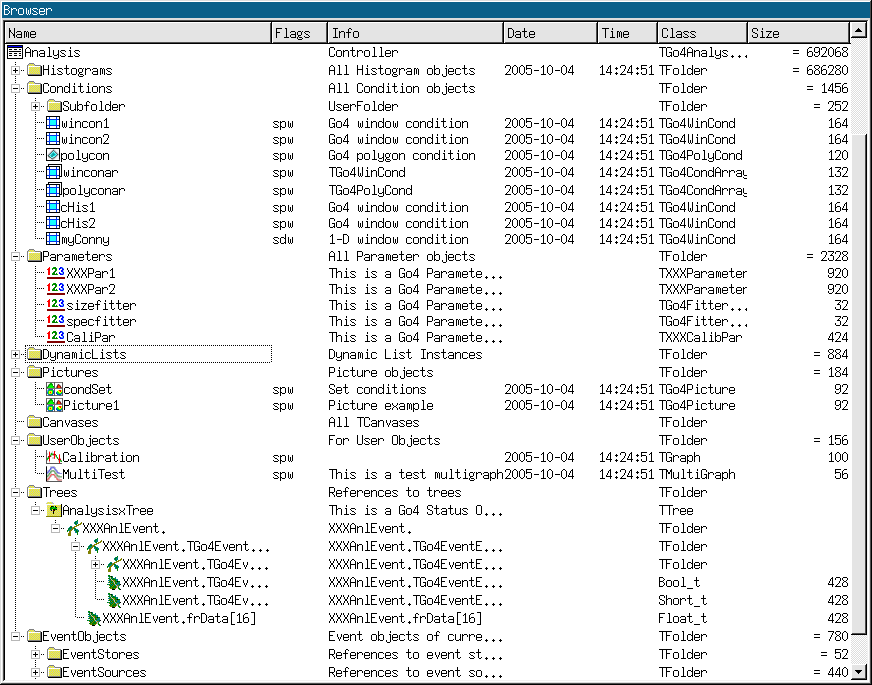 Browser
Name Flags Info Date Time Class Size
Analysis Controller TGo4Analys... = 692068
Histograms All Histogram objects 2005-10-04 14:24:51 TFolder = 686280
Conditions All Condition objects TFolder = 1456
Subfolder UserFolder TFolder = 252
wincon1 spw Go4 window condition 2005-10-04 14:24:51 TGo4WinCond 164
wincon2 spw Go4 window condition 2005-10-04 14:24:51 TGo4WinCond 164
polycon spw Go4 polygon condition 2005-10-04 14:24:51 TGo4PolyCond 120
winconar spw TGo4WinCond 2005-10-04 14:24:51 TGo4CondArray 132
polyconar spw TGo4PolyCond 2005-10-04 14:24:51 TGo4CondArray 132
cHis1 spw Go4 window condition 2005-10-04 14:24:51 TGo4WinCond 164
cHis2 spw Go4 window condition 2005-10-04 14:24:51 TGo4WinCond 164
myConny sdw 1-D window condition 2005-10-04 14:24:51 TGo4WinCond 164
Parameters All Parameter objects TFolder = 2328
123 XXXPar1 This is a Go4 Paramete... TXXXParameter 920
123 XXXPar2 This is a Go4 Paramete... TXXXParameter 920
123 sizefitter This is a Go4 Paramete... TGo4Fitter... 32
123 specfitter This is a Go4 Paramete... TGo4Fitter... 32
123 CaliPar This is a Go4 Paramete... TXXXCalibPar 424
DynamicLists Dynamic List Instances TFolder = 884
Pictures Picture objects TFolder = 184
condSet spw Set conditions 2005-10-04 14:24:51 TGo4Picture 92
Picture1 spw Picture example 2005-10-04 14:24:51 TGo4Picture 92
Canvases All TCanvases TFolder
UserObjects For User Objects TFolder = 156
Calibration spw 2005-10-04 14:24:51 TGraph 100
MultiTest spw This is a test multigraph 2005-10-04 14:24:51 TMultiGraph 56
Trees References to trees TFolder
AnalysisxTree This is a Go4 Status O... TTree
XXXAnlEvent. XXXAnlEvent. TFolder
XXXAnlEvent.TGo4Event... XXXAnlEvent.TGo4EventE... TFolder
XXXAnlEvent.TGo4Ev... XXXAnlEvent.TGo4EventE... TFolder
XXXAnlEvent.TGo4Ev... XXXAnlEvent.TGo4EventE... Bool_t 428
XXXAnlEvent.TGo4Ev... XXXAnlEvent.TGo4EventE... Short_t 428
XXXAnlEvent.frData[16] XXXAnlEvent.frData[16] Float_t 428
EventObjects Event objects of curre... TFolder = 780
EventStores References to event st... TFolder = 52
EventSources References to event so... TFolder = 440